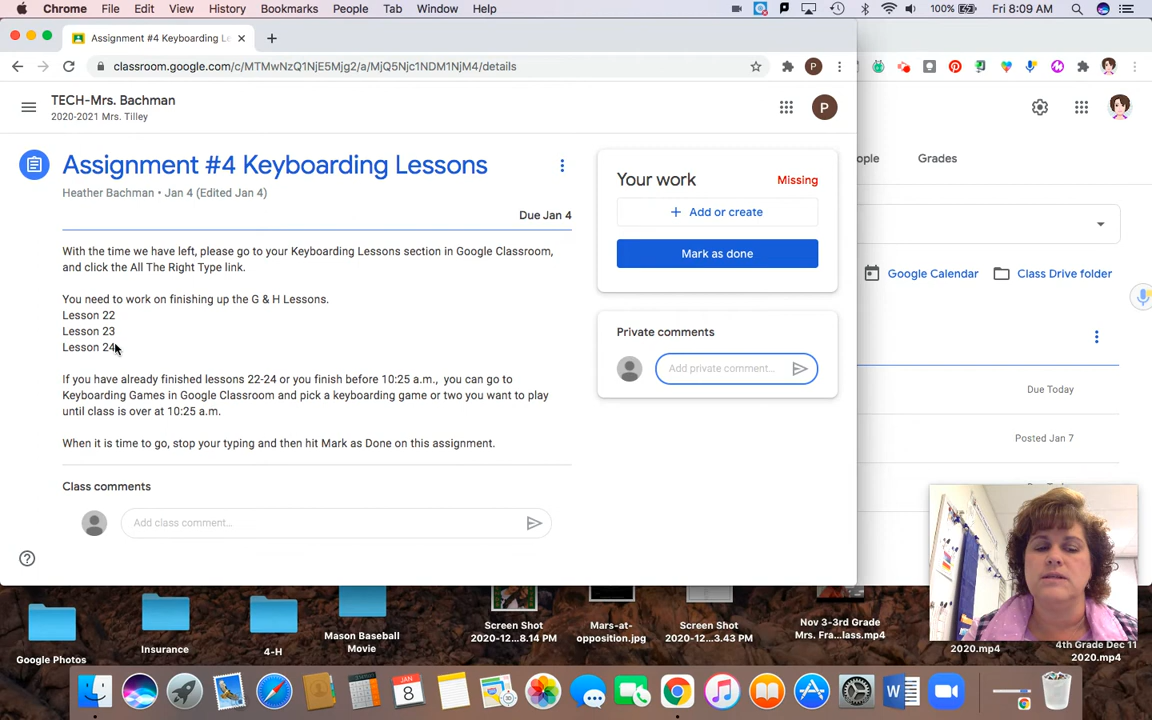 Chrome File Edit View History Bookmarks People Tab Window Help
100% Fri 8:09 AM
Assignment #4 Keyboarding Le
classroom.google.com/c/MTMwNzQ1NjE5Mjg2/a/MjQ5Njc1NDM1NjM4/details
P
TECH-Mrs. Bachman
2020-2021 Mrs. Tilley
P
ople Grades
Assignment #4 Keyboarding Lessons
Heather Bachman • Jan 4 (Edited Jan 4)
Due Jan 4
With the time we have left, please go to your Keyboarding Lessons section in Google Classroom,
and click the All The Right Type link.
You need to work on finishing up the G & H Lessons.
Lesson 22
Lesson 23
Lesson 24
If you have already finished lessons 22-24 or you finish before 10:25 a.m., you can go to
Keyboarding Games in Google Classroom and pick a keyboarding game or two you want to play
until class is over at 10:25 a.m.
When it is time to go, stop your typing and then hit Mark as Done on this assignment.
Class comments
Add class comment...
Your work Missing
+ Add or create
Mark as done
Private comments
Add private comment...
Google Calendar Class Drive folder
Due Today
Posted Jan 7
Google Photos
Insurance
4-H
Mason Baseball
Movie
Screen Shot
2020-12...8.14 PM
Mars-at-
opposition.jpg
Screen Shot
2020-12...3.43 PM
Nov 3-3rd Grade
Mrs. Fra...lass.mp4
2020.mp4
4th Grade Dec 11
2020.mp4
JAN
8